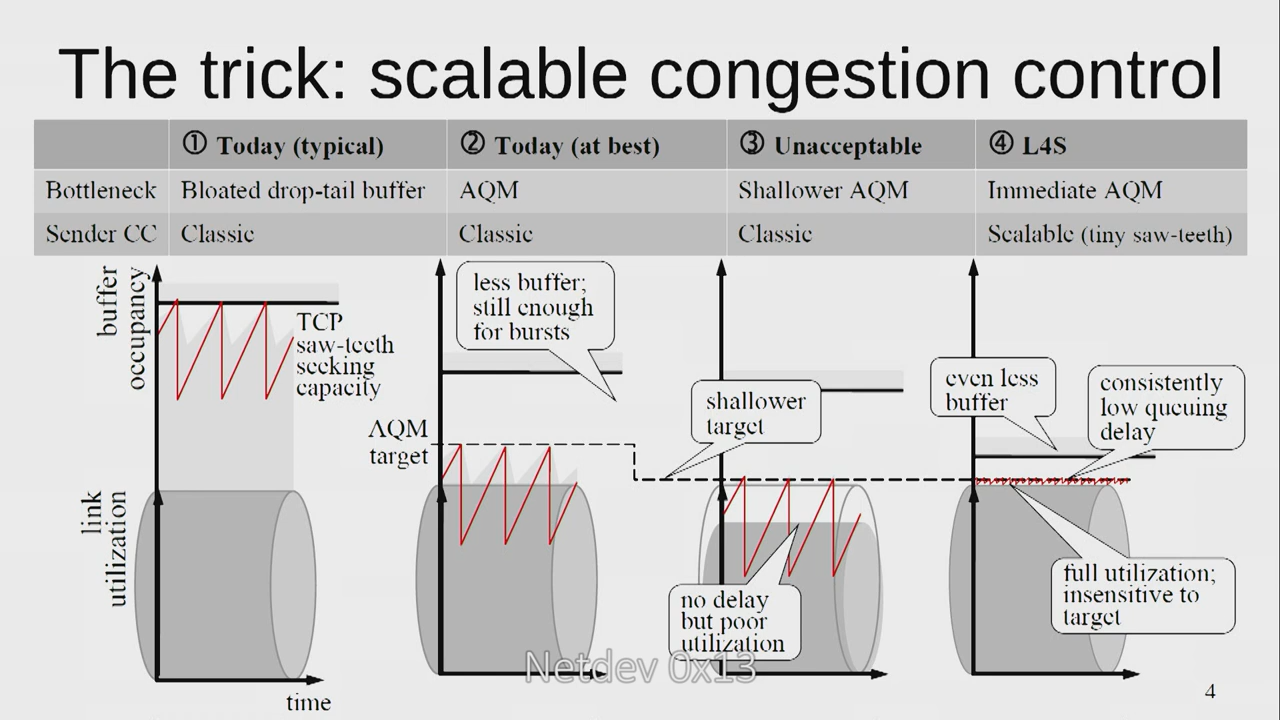 The trick: scalable congestion control
① Today (typical)
② Today (at best)
③ Unacceptable
④ L4S
Bottleneck
Bloated drop-tail buffer
AQM
Shallower AQM
Immediate AQM
Sender CC
Classic
Classic
Classic
Scalable (tiny saw-teeth)
buffer
occupancy
TCP
saw-teeth
seeking
capacity
link
utilization
time
less buffer;
still enough
for bursts
AQM
target
shallower
target
no delay
but poor
utilization
even less
buffer
consistently
low queuing
delay
full utilization;
insensitive to
target
Netdev 0x13
4